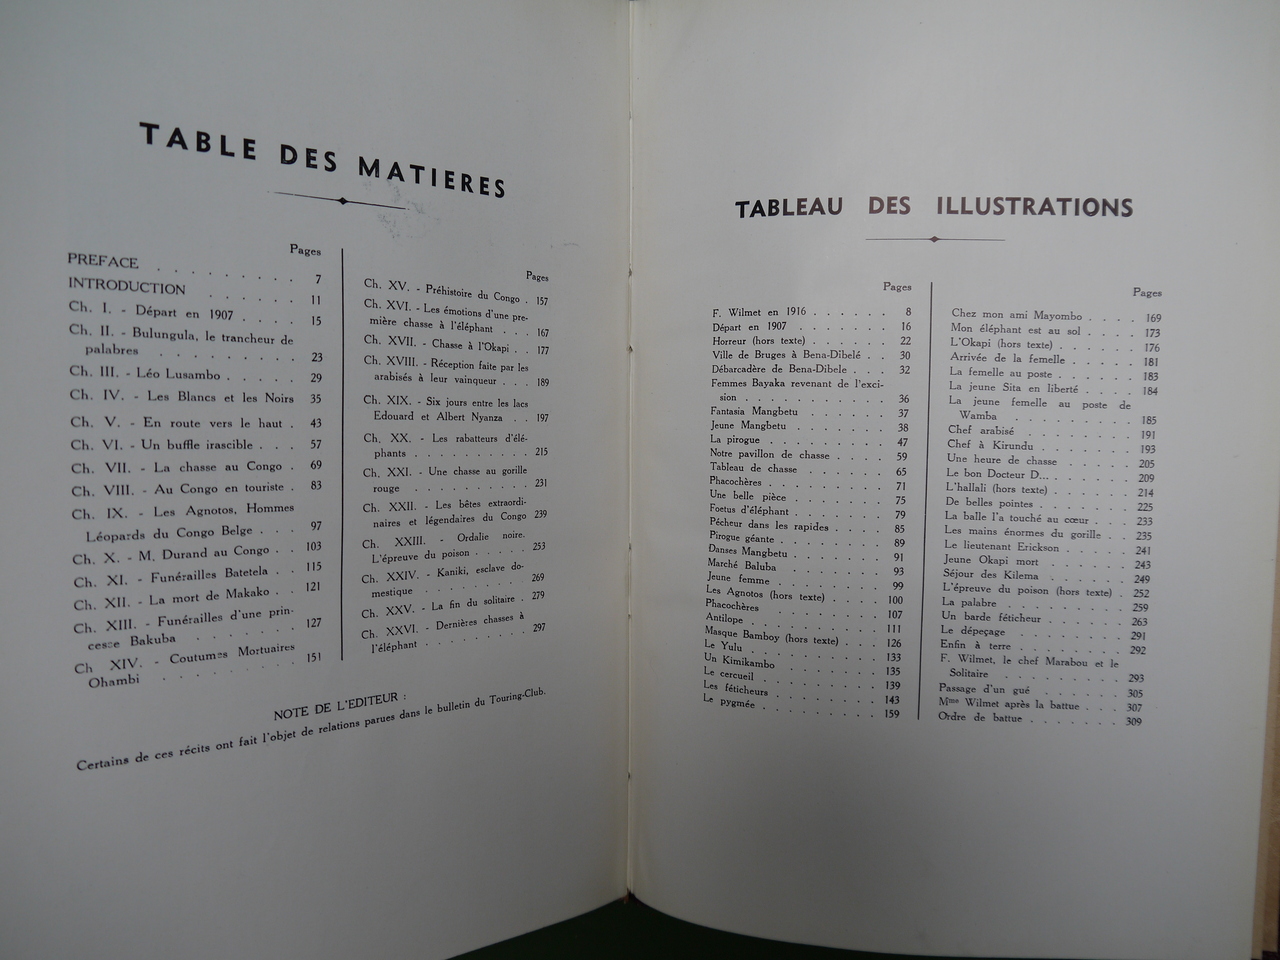 TABLE DES MATIERES
Pages
PREFACE . . . . . . . . . 7
INTRODUCTION . . . . . . 11
Ch. I. - Départ en 1907 . . . . 15
Ch. II. - Bulungula, le trancheur de
palabres . . . . . . . . . 23
Ch. III. - Léo Lusambo . . . . . 29
Ch. IV. - Les Blancs et les Noirs 35
Ch. V. - En route vers le haut . 43
Ch. VI. - Un buffle irascible . . 57
Ch. VII. - La chasse au Congo . 69
Ch. VIII. - Au Congo en touriste . 83
Ch. IX. - Les Agnotos, Hommes
Léopards du Congo Belge . . 97
Ch. X. - M. Durand au Congo . . 103
Ch. XI. - Funérailles Batetela . . 115
Ch. XII. - La mort de Makako . . 121
Ch. XIII. - Funérailles d'une prin-
cesse Bakuba . . . . . . 127
Ch XIV. - Coutumes Mortuaires
Ohambi . . . . . . . . 151
Pages
Ch. XV. - Préhistoire du Congo . 157
Ch. XVI. - Les émotions d'une pre-
mière chasse à l'éléphant . . . 167
Ch. XVII. - Chasse à l'Okapi . . 177
Ch. XVIII. - Réception faite par les
arabisés à leur vainqueur . . . 189
Ch. XIX. - Six jours entre les lacs
Edouard et Albert Nyanza . . 197
Ch. XX. - Les rabatteurs d'élé-
phants . . . . . . . . . . 215
Ch. XXI. - Une chasse au gorille
rouge . . . . . . . . . . 231
Ch. XXII. - Les bêtes extraordi-
naires et légendaires du Congo 239
Ch. XXIII. - Ordalie noire.
L'épreuve du poison . . . . . 253
Ch. XXIV. - Kaniki, esclave do-
mestique . . . . . . . . . 269
Ch. XXV. - La fin du solitaire . 279
Ch. XXVI. - Dernières chasses à
l'éléphant . . . . . . . . 297
NOTE DE L'EDITEUR :
Certains de ces récits ont fait l'objet de relations parues dans le bulletin du Touring-Club.
TABLEAU DES ILLUSTRATIONS
Pages
F. Wilmet en 1916 . . . . . . 8
Départ en 1907 . . . . . . . 16
Horreur (hors texte) . . . . . 22
Ville de Bruges à Bena-Dibelé . . 30
Débarcadère de Bena-Dibele . . . 32
Femmes Bayaka revenant de l'exci-
sion . . . . . . . . . . . 36
Fantasia Mangbetu . . . . . . 37
Jeune Mangbetu . . . . . . . 38
La pirogue . . . . . . . . . 47
Notre pavillon de chasse . . . . 59
Tableau de chasse . . . . . . 65
Phacochères . . . . . . . . . 71
Une belle pièce . . . . . . . 75
Foetus d'éléphant . . . . . . 79
Pécheur dans les rapides . . . . 85
Pirogue géante . . . . . . . . 89
Danses Mangbetu . . . . . . . 91
Marché Baluba . . . . . . . 93
Jeune femme . . . . . . . . 99
Les Agnotos (hors texte) . . . . 100
Phacochères . . . . . . . . 107
Antilope . . . . . . . . . . 111
Masque Bamboy (hors texte) . . . 126
Le Yulu . . . . . . . . . . 133
Un Kimikambo . . . . . . . 135
Le cercueil . . . . . . . . . 139
Les féticheurs . . . . . . . . 143
Le pygmée . . . . . . . . . 159
Pages
Chez mon ami Mayombo . . . . 169
Mon éléphant est au sol . . . . 173
L'Okapi (hors texte) . . . . . . 176
Arrivée de la femelle . . . . . 181
La femelle au poste . . . . . . 183
La jeune Sita en liberté . . . . 184
La jeune femelle au poste de
Wamba . . . . . . . . . 185
Chef arabisé . . . . . . . . 191
Chef à Kirundu . . . . . . . 193
Une heure de chasse . . . . . 205
Le bon Docteur D... . . . . . . 209
L'hallali (hors texte) . . . . . . 214
De belles pointes . . . . . . . 225
La balle l'a touché au cœur . . . 233
Les mains énormes du gorille . . 235
Le lieutenant Erickson . . . . . 241
Jeune Okapi mort . . . . . . . 243
Séjour des Kilema . . . . . . 249
L'épreuve du poison (hors texte) . 252
La palabre . . . . . . . . . 259
Un barde féticheur . . . . . . 263
Le dépeçage . . . . . . . . 291
Enfin à terre . . . . . . . . 292
F. Wilmet, le chef Marabou et le
Solitaire . . . . . . . . . 293
Passage d'un gué . . . . . . 305
Mme Wilmet après la battue . . . 307
Ordre de battue . . . . . . . 309